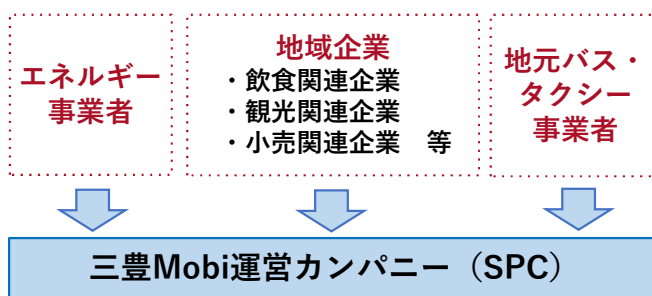 エネルギー
事業者
地域企業
・飲食関連企業
・観光関連企業
・小売関連企業　等
地元バス・
タクシー
事業者
三豊Mobi運営カンパニー（SPC）